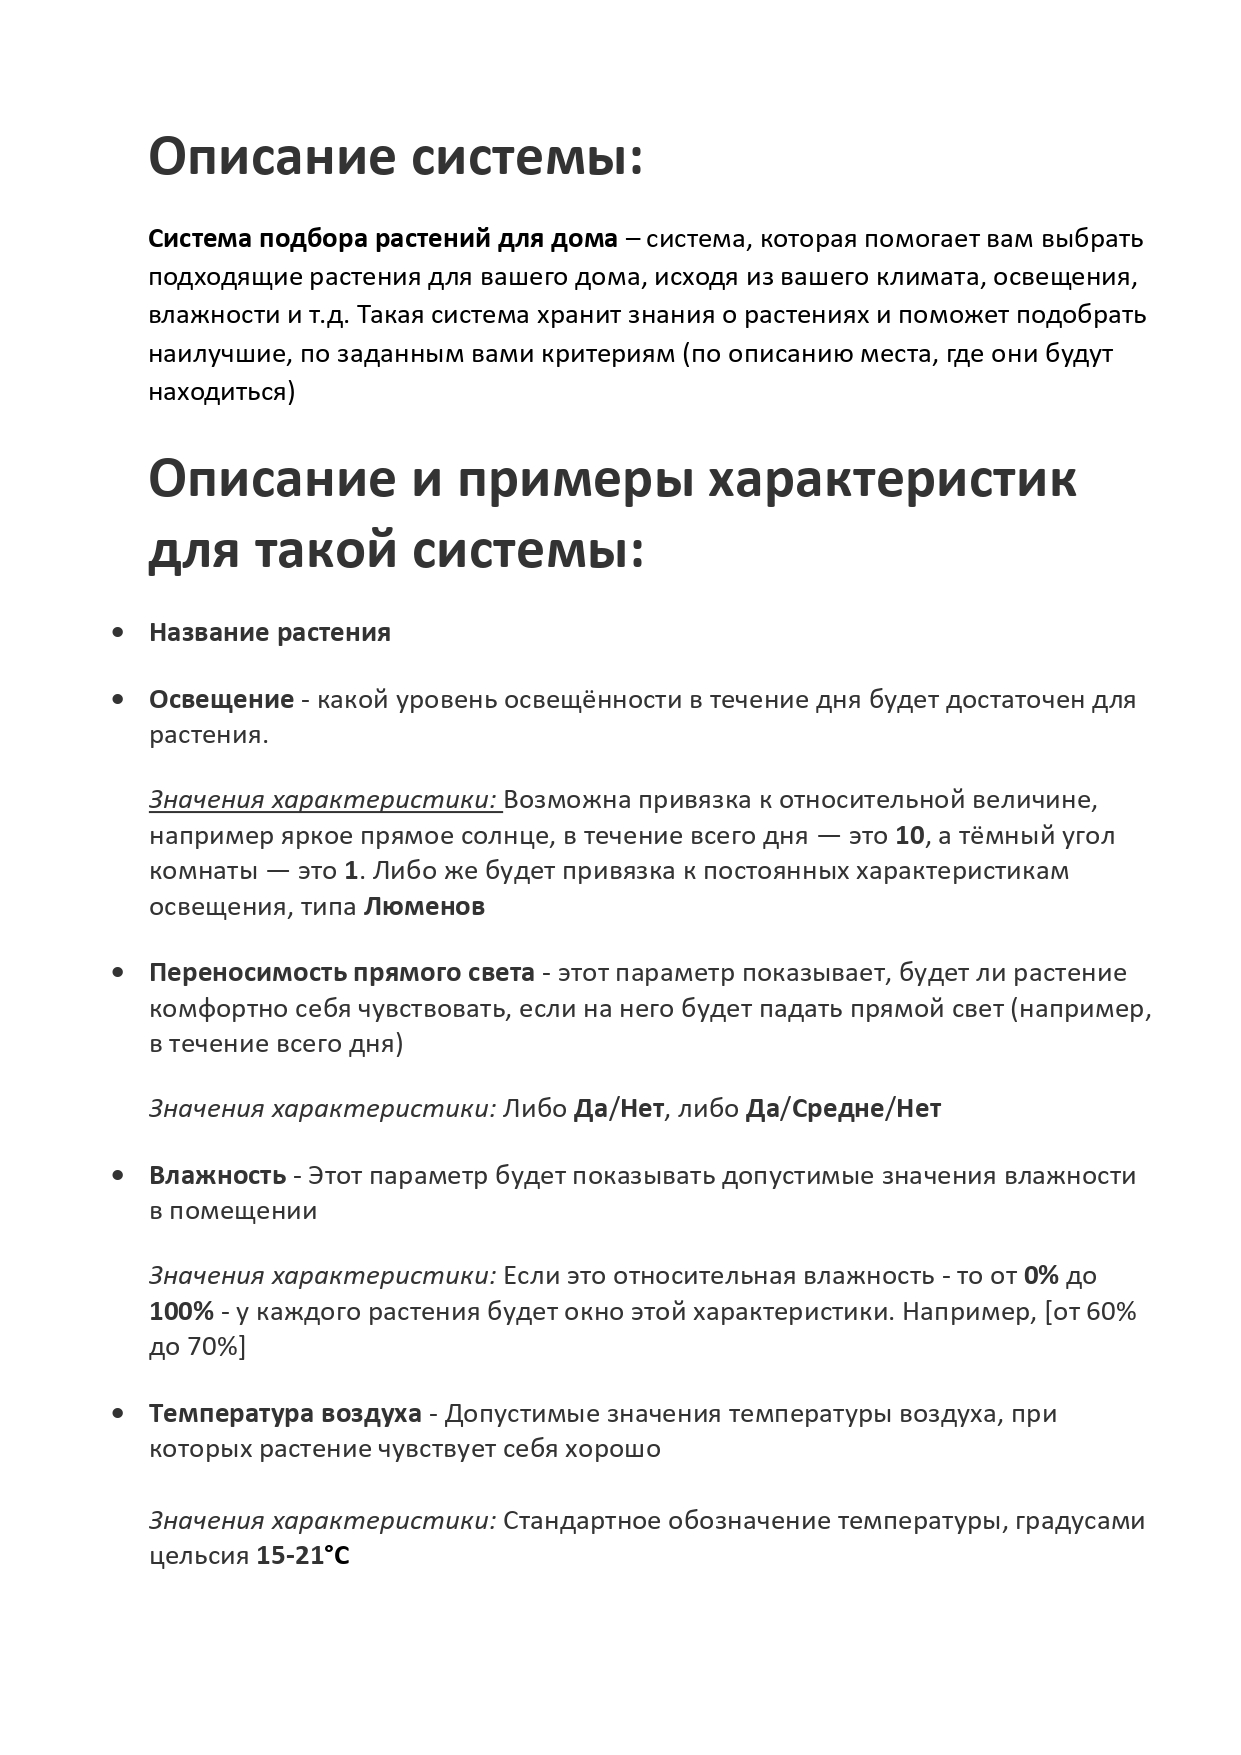 Описание системы:
Система подбора растений для дома – система, которая помогает вам выбрать
подходящие растения для вашего дома, исходя из вашего климата, освещения,
влажности и т.д. Такая система хранит знания о растениях и поможет подобрать
наилучшие, по заданным вами критериям (по описанию места, где они будут
находиться)
Описание и примеры характеристик
для такой системы:
• Название растения
• Освещение - какой уровень освещённости в течение дня будет достаточен для
растения.
Значения характеристики: Возможна привязка к относительной величине,
например яркое прямое солнце, в течение всего дня — это 10, а тёмный угол
комнаты — это 1. Либо же будет привязка к постоянных характеристикам
освещения, типа Люменов
• Переносимость прямого света - этот параметр показывает, будет ли растение
комфортно себя чувствовать, если на него будет падать прямой свет (например,
в течение всего дня)
Значения характеристики: Либо Да/Нет, либо Да/Средне/Нет
• Влажность - Этот параметр будет показывать допустимые значения влажности
в помещении
Значения характеристики: Если это относительная влажность - то от 0% до
100% - у каждого растения будет окно этой характеристики. Например, [от 60%
до 70%]
• Температура воздуха - Допустимые значения температуры воздуха, при
которых растение чувствует себя хорошо
Значения характеристики: Стандартное обозначение температуры, градусами
цельсия 15-21°C